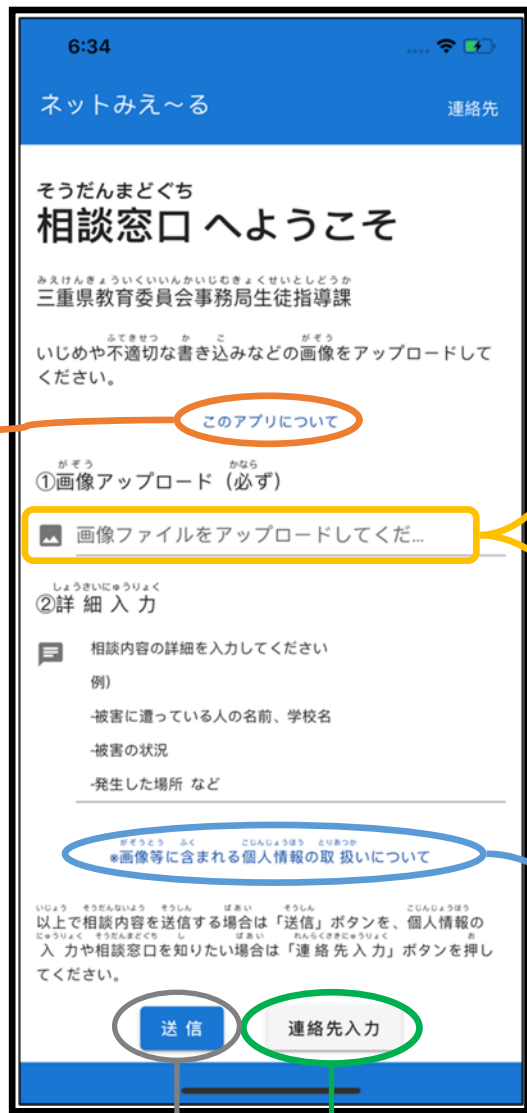 6:34
ネットみえ～る
連絡先
そうだんまどぐち
相談窓口 へようこそ
みえけんきょういくいいんかいじむきょくせいとしどうか
三重県教育委員会事務局生徒指導課
ふてきせつ か こ がぞう
いじめや不適切な書き込みなどの画像をアップロードして
ください。
このアプリについて
がぞう かなら
①画像アップロード（必ず）
画像ファイルをアップロードしてくだ...
しょうさいにゅうりょく
②詳 細 入 力
相談内容の詳細を入力してください
例)
-被害に遭っている人の名前、学校名
-被害の状況
-発生した場所 など
がぞうとう ふく こじんじょうほう とりあつか
※画像等に含まれる個人情報の取 扱いについて
いじょう そうだんないよう そうしん ばあい そうしん こじんじょうほう
以上で相談内容を送信する場合は「送信」ボタンを、個人情報の
にゅうりょく そうだんまどぐち し ばあい れんらくさきにゅうりょく お
入 力や相談窓口を知りたい場合は「連 絡 先 入 力」ボタンを押し
てください。
送 信
連絡先入力